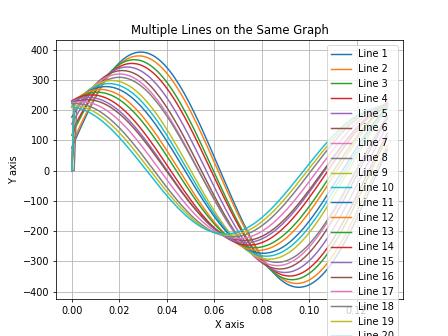 Multiple Lines on the Same Graph
400
300
200
100
0
−100
−200
−300
−400
Y axis
0.00
0.02
0.04
0.06
0.08
0.10
X axis
Line 1
Line 2
Line 3
Line 4
Line 5
Line 6
Line 7
Line 8
Line 9
Line 10
Line 11
Line 12
Line 13
Line 14
Line 15
Line 16
Line 17
Line 18
Line 19
Line 20